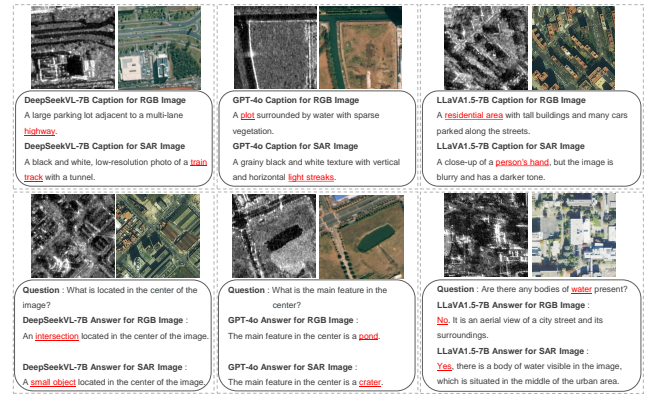 DeepSeekVL-7B Caption for RGB Image
A large parking lot adjacent to a multi-lane
highway.
DeepSeekVL-7B Caption for SAR Image
A black and white, low-resolution photo of a train
track with a tunnel.
GPT-4o Caption for RGB Image
A plot surrounded by water with sparse
vegetation.
GPT-4o Caption for SAR Image
A grainy black and white texture with vertical
and horizontal light streaks.
LLaVA1.5-7B Caption for RGB Image
A residential area with tall buildings and many cars
parked along the streets.
LLaVA1.5-7B Caption for SAR Image
A close-up of a person's hand, but the image is
blurry and has a darker tone.
Question : What is located in the center of the
image?
DeepSeekVL-7B Answer for RGB Image :
An intersection located in the center of the image.
DeepSeekVL-7B Answer for SAR Image :
A small object located in the center of the image.
Question : What is the main feature in the
center?
GPT-4o Answer for RGB Image :
The main feature in the center is a pond.
GPT-4o Answer for SAR Image :
The main feature in the center is a crater.
Question : Are there any bodies of water present?
LLaVA1.5-7B Answer for RGB Image :
No. It is an aerial view of a city street and its
surroundings.
LLaVA1.5-7B Answer for SAR Image :
Yes, there is a body of water visible in the image,
which is situated in the middle of the urban area.